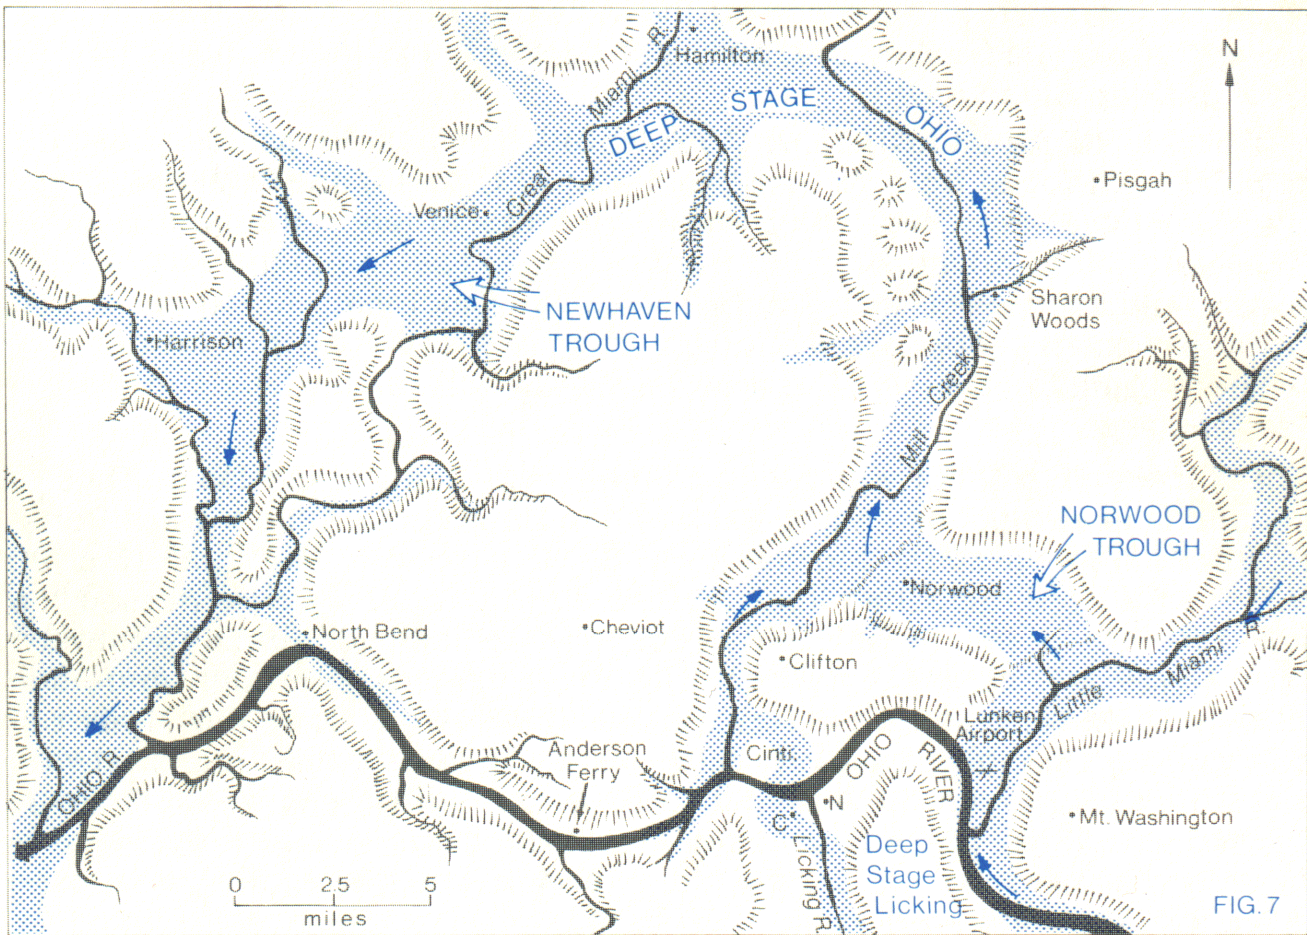 Hamilton
Great Miami R.
DEEP STAGE OHIO
N
Pisgah
Venice
NEWHAVEN
TROUGH
Sharon
Woods
Harrison
Mill Creek
NORWOOD
TROUGH
Norwood
North Bend
Cheviot
Clifton
Little Miami R.
Lunken
Airport
Anderson
Ferry
Cinti.
OHIO RIVER
OHIO R.
N
C
Licking R.
Mt. Washington
Deep
Stage
Licking
0 2.5 5
miles
FIG. 7